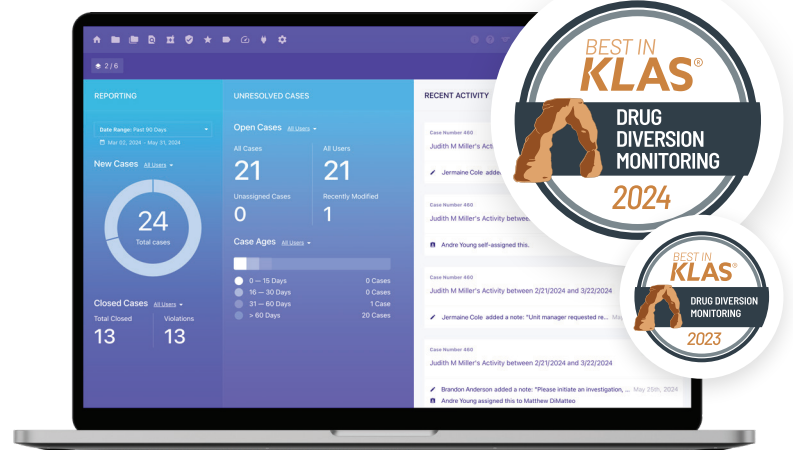 2 / 6
REPORTING
Date Range: Past 90 Days
Mar 02, 2024 - May 31, 2024
New Cases All Users
24
Total cases
Closed Cases All Users
Total Closed
13
Violations
13
UNRESOLVED CASES
Open Cases All Users
All Cases
21
All Users
21
Unassigned Cases
0
Recently Modified
1
Case Ages All Users
0 — 15 Days 0 Cases
16 — 30 Days 0 Cases
31 — 60 Days 1 Case
> 60 Days 20 Cases
RECENT ACTIVITY
Case Number 460
Judith M Miller's
Jermaine Cole added
Case Number 460
Judith M Miller's Activity
Andre Young self-assigned this.
Case Number 460
Judith M Miller's Activity between 2/21/2024 and 3/22/2024
Jermaine Cole added a note: "Unit manager requested re...
Case Number 460
Judith M Miller's Activity between 2/21/2024 and 3/22/2024
Brandon Anderson added a note: "Please initiate an investigation, ... May 25th, 2024
Andre Young assigned this to Matthew DiMatteo
BEST IN
KLAS®
DRUG
DIVERSION
MONITORING
2024
BEST IN
KLAS®
DRUG DIVERSION
MONITORING
2023